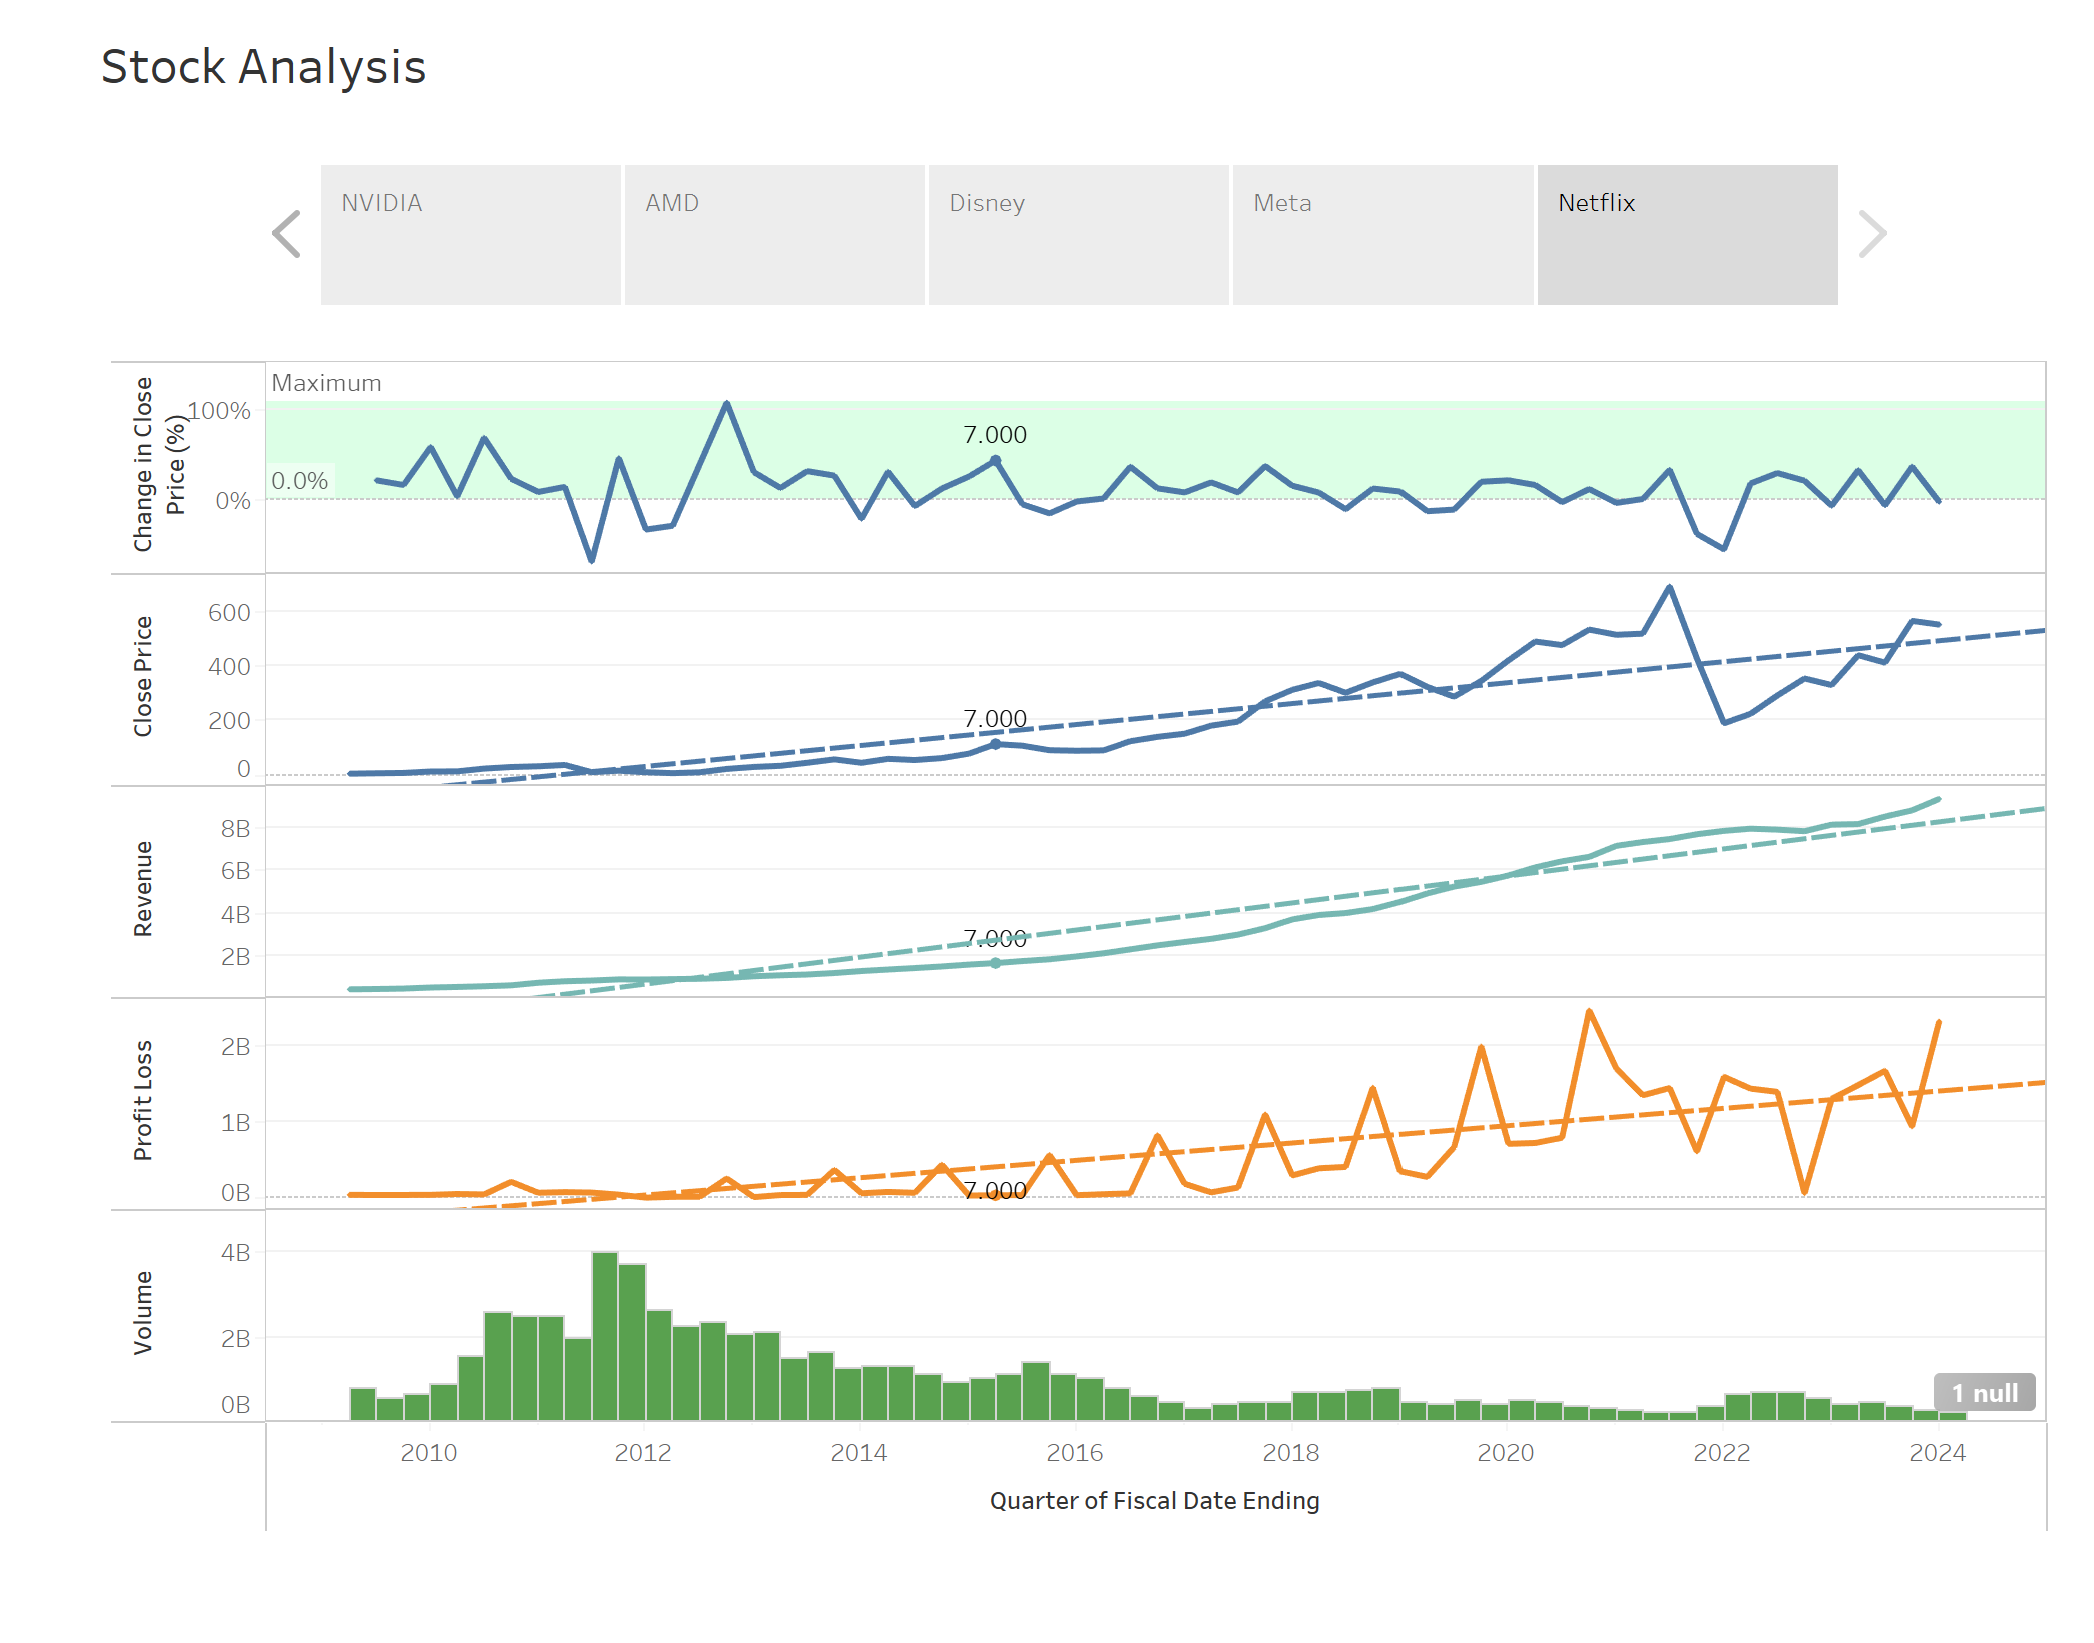 Stock Analysis
NVIDIA
AMD
Disney
Meta
Netflix
Change in Close
Price (%)
Maximum
100%
0.0%
0%
7.000
Close Price
600
400
200
0
7.000
Revenue
8B
6B
4B
2B
7.000
Profit Loss
2B
1B
0B
7.000
Volume
4B
2B
0B
1 null
2010
2012
2014
2016
2018
2020
2022
2024
Quarter of Fiscal Date Ending